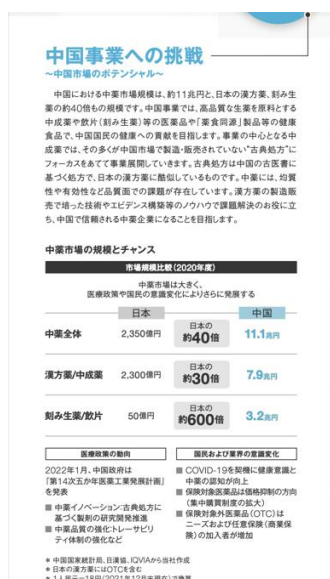 中国事業への挑戦
～中国市場のポテンシャル～
中国における中薬市場規模は、約11兆円と、日本の漢方薬、刻み生
薬の約40倍もの規模です。中国事業では、高品質な生薬を原料とする
中成薬や飲片（刻み生薬）等の医薬品や「薬食同源」製品等の健康
食品で、中国国民の健康への貢献を目指します。事業の中心となる中
成薬では、その多くが中国市場で製造・販売されていない“古典処方”に
フォーカスをあてて事業展開していきます。古典処方は中国の古医書に
基づく処方で、日本の漢方薬に酷似しているものです。中薬には、均質
性や有効性など品質面での課題が存在しています。漢方薬の製造販
売で培った技術やエビデンス構築等のノウハウで課題解決のお役に立
ち、中国で信頼される中薬企業になることを目指します。
中薬市場の規模とチャンス
市場規模比較（2020年度）
中薬市場は大きく、
医療政策や国民の意識変化によりさらに発展する
日本 中国
中薬全体 2,350億円 日本の約40倍 11.1兆円
漢方薬/中成薬 2,300億円 日本の約30倍 7.9兆円
刻み生薬/飲片 50億円 日本の約600倍 3.2兆円
医療政策の動向
2022年1月、中国政府は
「第14次五か年医薬工業発展計画」
を発表
■ 中薬イノベーション：古典処方に
基づく製剤の研究開発推進
■ 中薬品質の強化：トレーサビリ
ティ体制の強化など
国民および業界の意識変化
■ COVID-19を契機に健康意識と
中薬の認知が向上
■ 保険対象医薬品は価格抑制の方向
（集中購買制度の拡大）
■ 保険対象外医薬品（OTC）は
ニーズおよび任意保険（商業保
険）の加入者が増加
＊ 中国国家統計局、日漢協、IQVIAから当社作成
＊ 日本の漢方薬にはOTCを含む
＊ 1人民元＝18円（2021年12月末現在）で換算